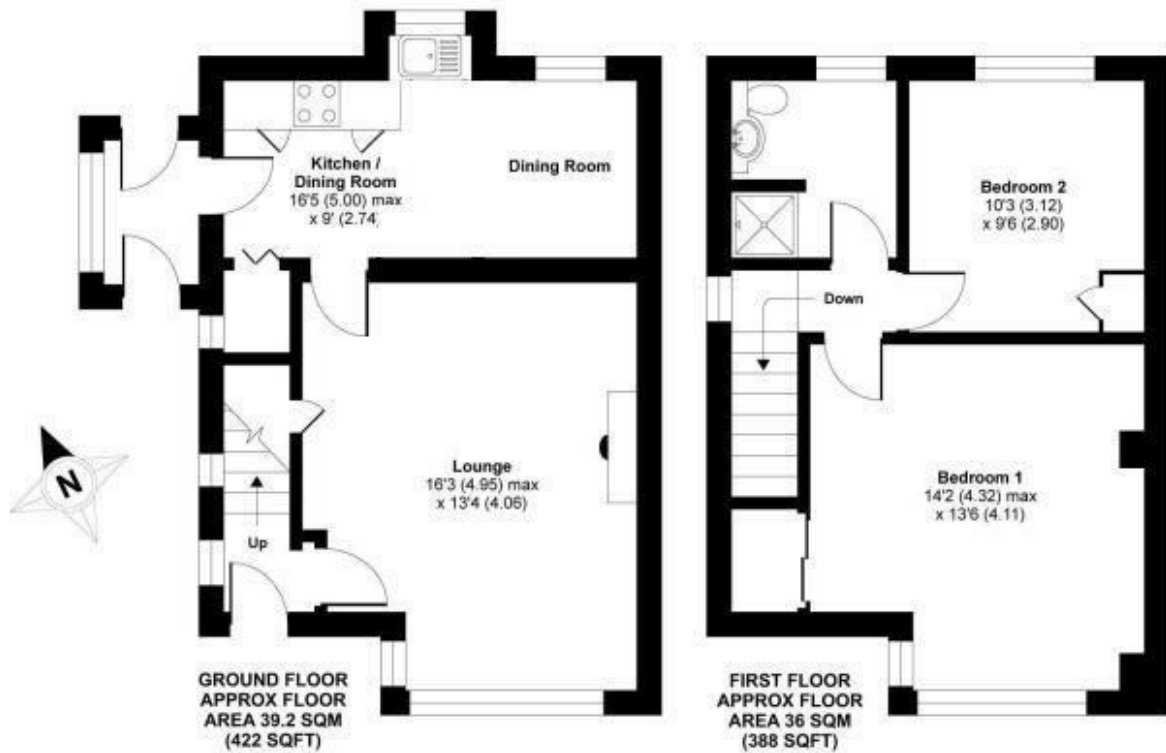 Kitchen /
Dining Room
16'5 (5.00) max
x 9' (2.74
Dining Room
Lounge
16'3 (4.95) max
x 13'4 (4.06)
Up
N
GROUND FLOOR
APPROX FLOOR
AREA 39.2 SQM
(422 SQFT)
Bedroom 2
10'3 (3.12)
x 9'6 (2.90)
Down
Bedroom 1
14'2 (4.32) max
x 13'6 (4.11)
FIRST FLOOR
APPROX FLOOR
AREA 36 SQM
(388 SQFT)